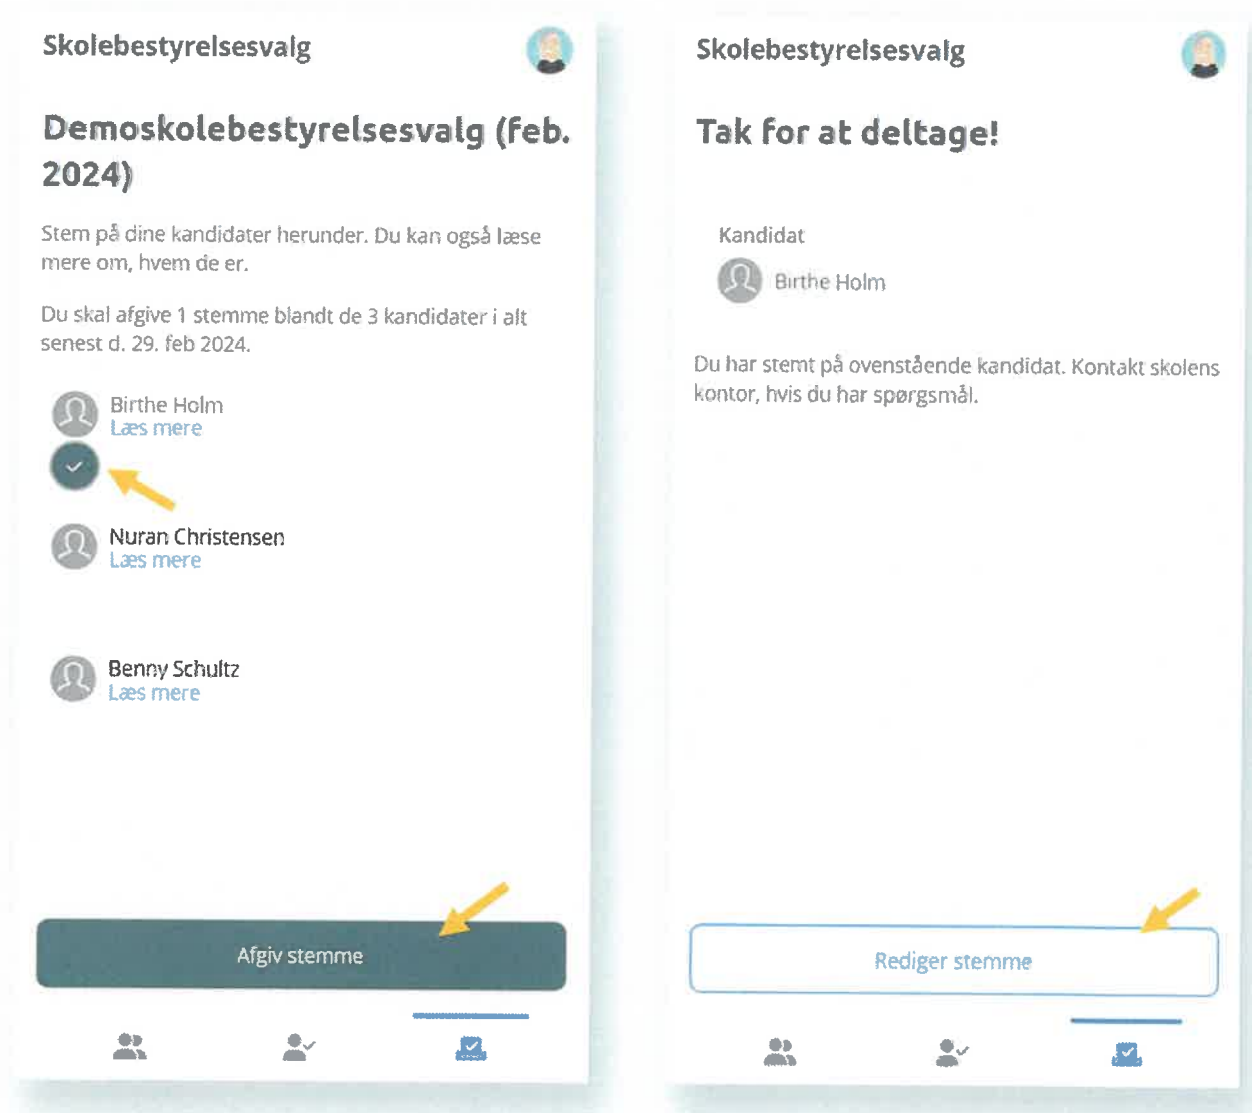 Skolebestyrelsesvalg
Demoskolebestyrelsesvalg (feb.
2024)
Stem på dine kandidater herunder. Du kan også læse
mere om, hvem de er.
Du skal afgive 1 stemme blandt de 3 kandidater i alt
senest d. 29. feb 2024.
Birthe Holm
Læs mere
Nuran Christensen
Læs mere
Benny Schultz
Læs mere
Afgiv stemme
Skolebestyrelsesvalg
Tak for at deltage!
Kandidat
Birthe Holm
Du har stemt på ovenstående kandidat. Kontakt skolens
kontor, hvis du har spørgsmål.
Rediger stemme